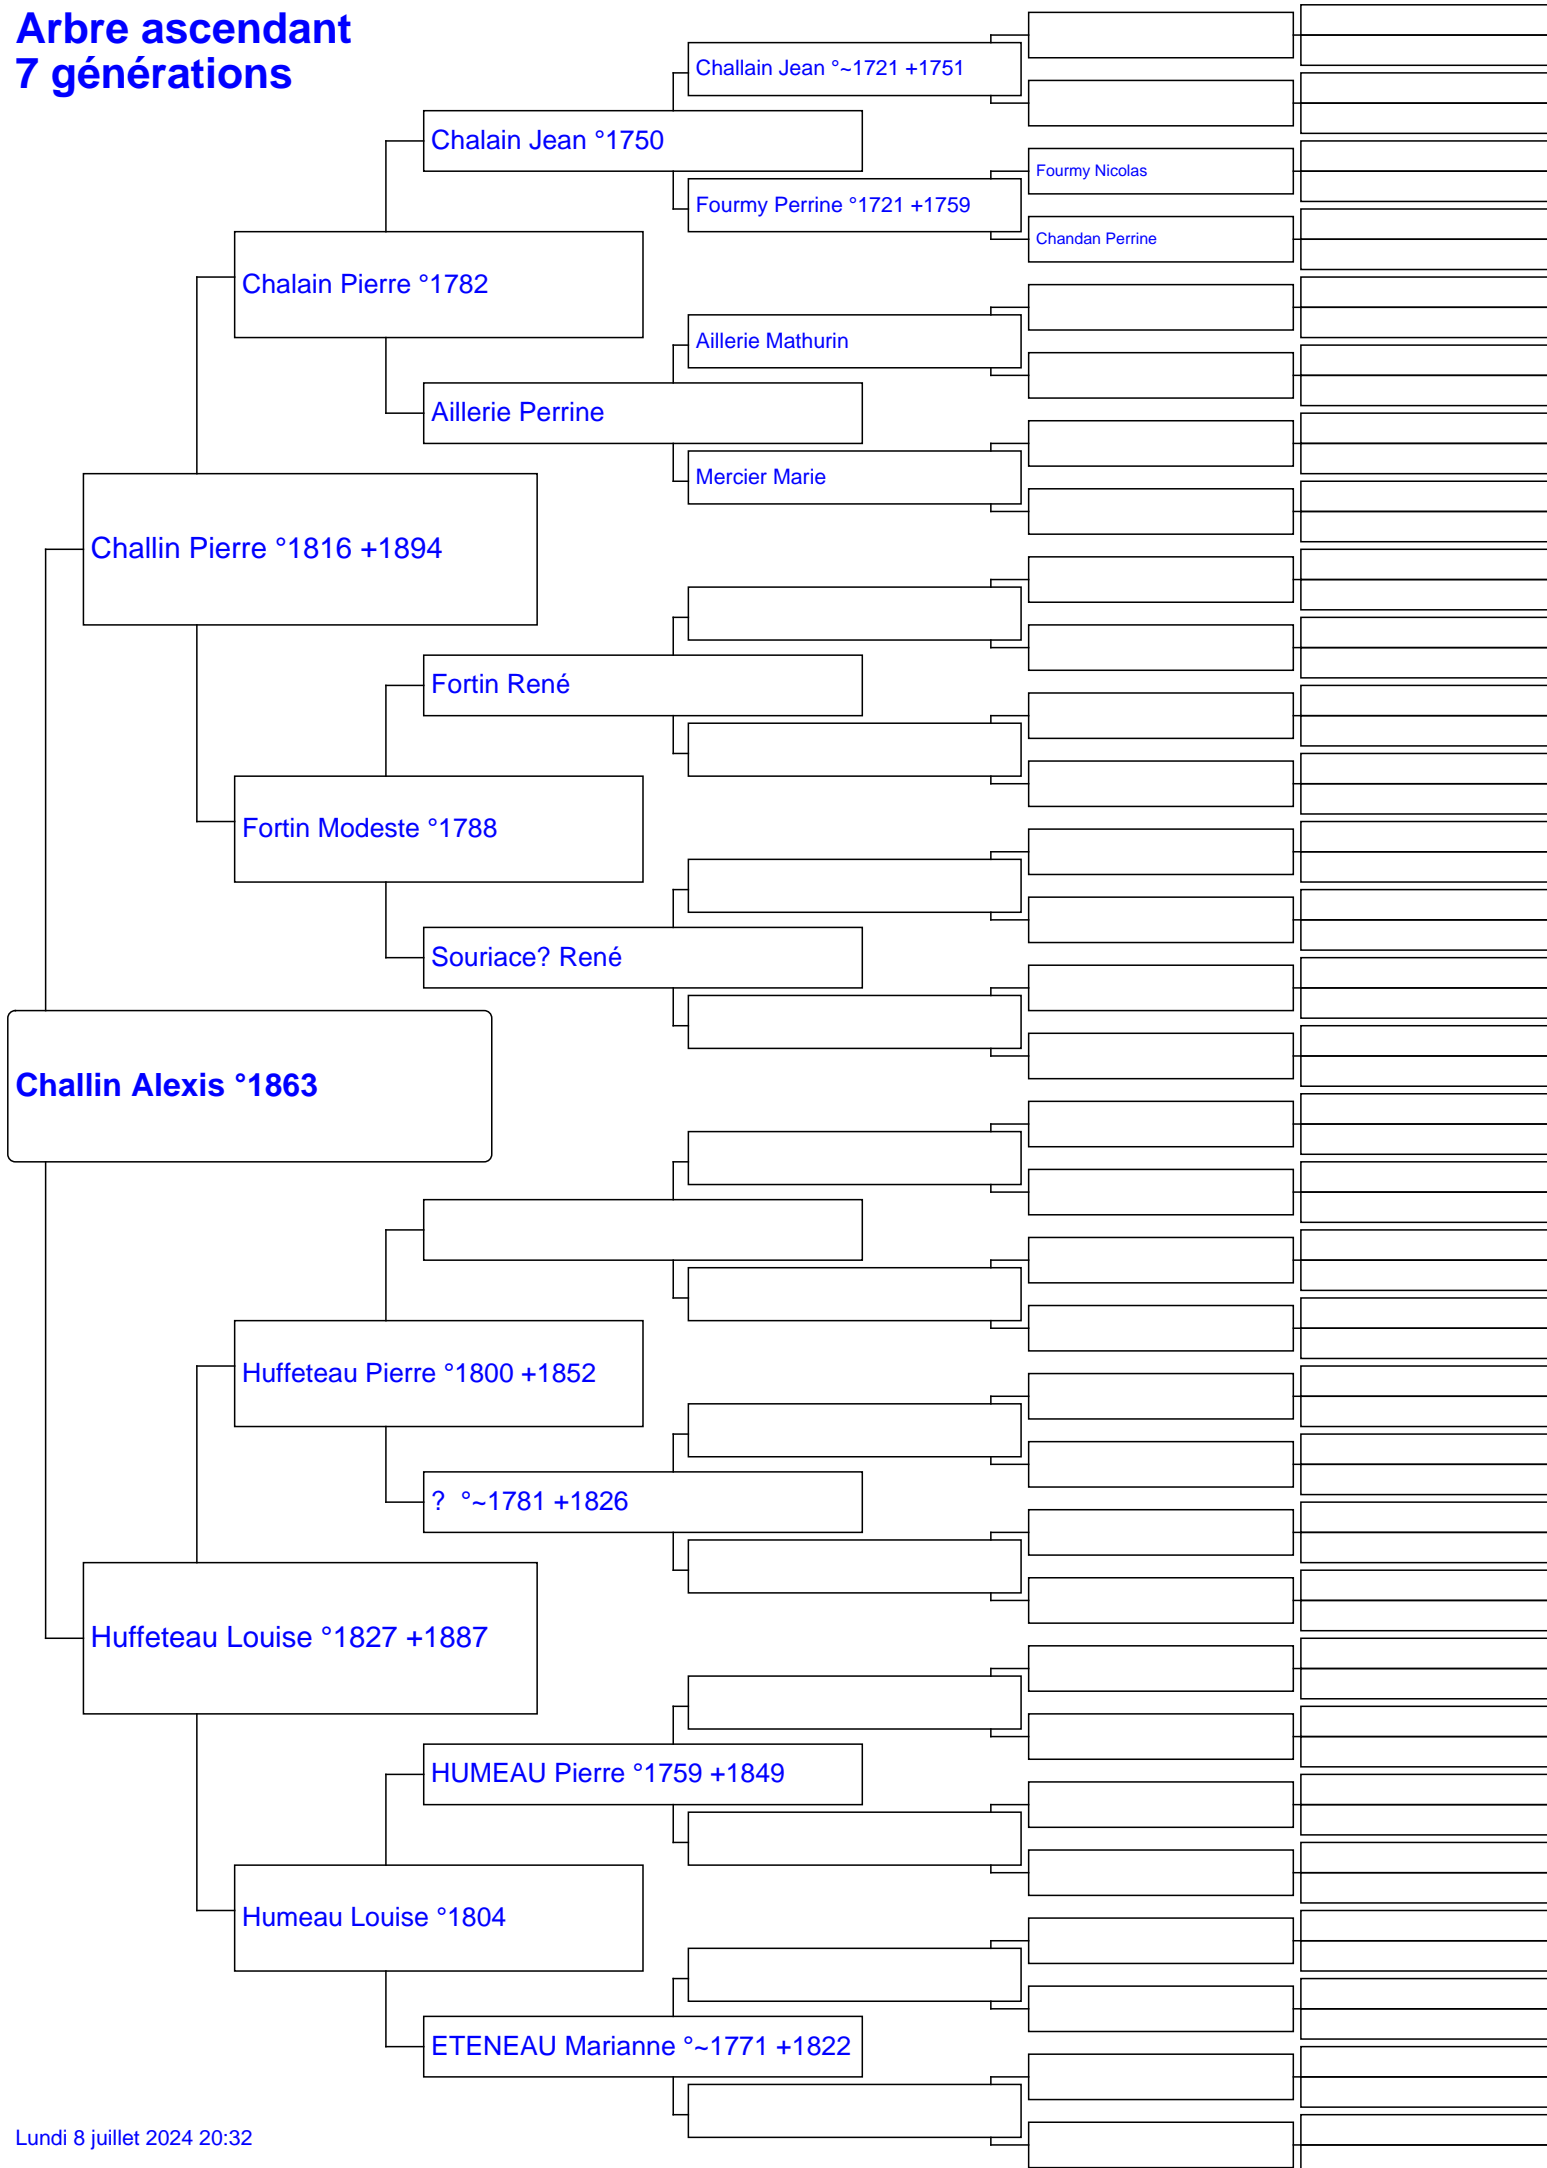 Arbre ascendant
7 générations
Challain Jean °~1721 +1751
Chalain Jean °1750
Fourmy Nicolas
Fourmy Perrine °1721 +1759
Chandan Perrine
Chalain Pierre °1782
Aillerie Mathurin
Aillerie Perrine
Mercier Marie
Challin Pierre °1816 +1894
Fortin René
Fortin Modeste °1788
Souriace? René
Challin Alexis °1863
Huffeteau Pierre °1800 +1852
? °~1781 +1826
Huffeteau Louise °1827 +1887
HUMEAU Pierre °1759 +1849
Humeau Louise °1804
ETENEAU Marianne °~1771 +1822
Lundi 8 juillet 2024 20:32